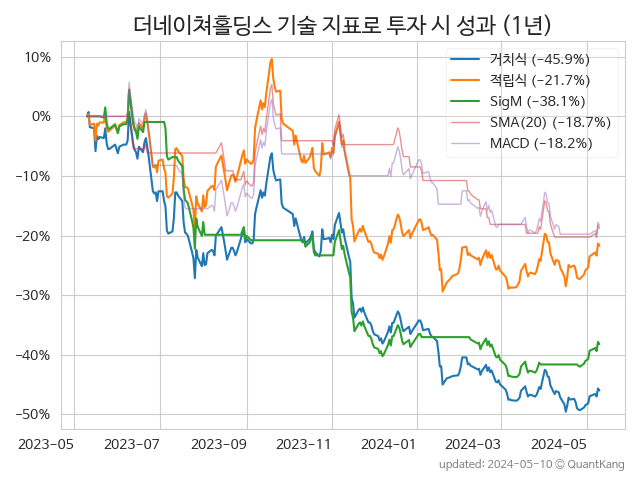 더네이쳐홀딩스 기술 지표로 투자 시 성과 (1년)
거치식 (−45.9%)
적립식 (−21.7%)
SigM (−38.1%)
SMA(20) (−18.7%)
MACD (−18.2%)
10%
0%
−10%
−20%
−30%
−40%
−50%
2023-05 2023-07 2023-09 2023-11 2024-01 2024-03 2024-05
updated: 2024-05-10 © QuantKang